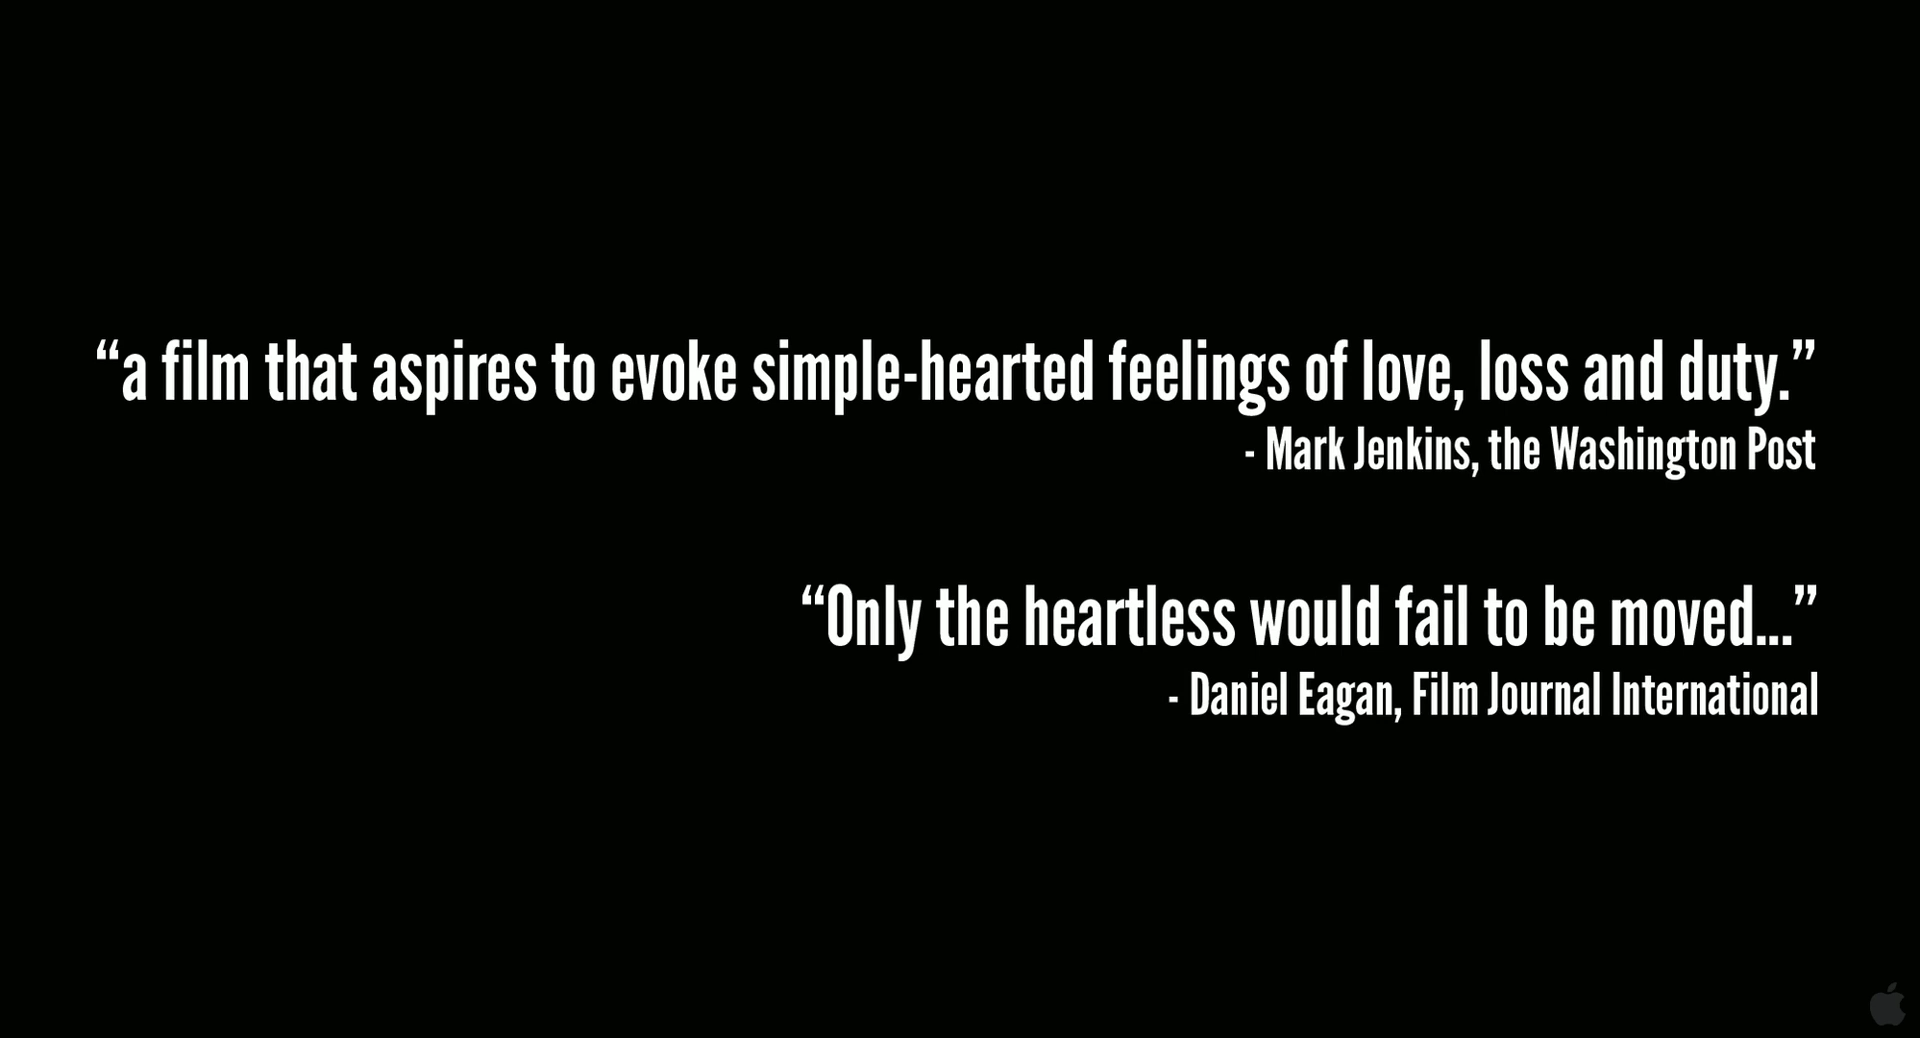 “a film that aspires to evoke simple-hearted feelings of love, loss and duty.”
- Mark Jenkins, the Washington Post
“Only the heartless would fail to be moved...”
- Daniel Eagan, Film Journal International